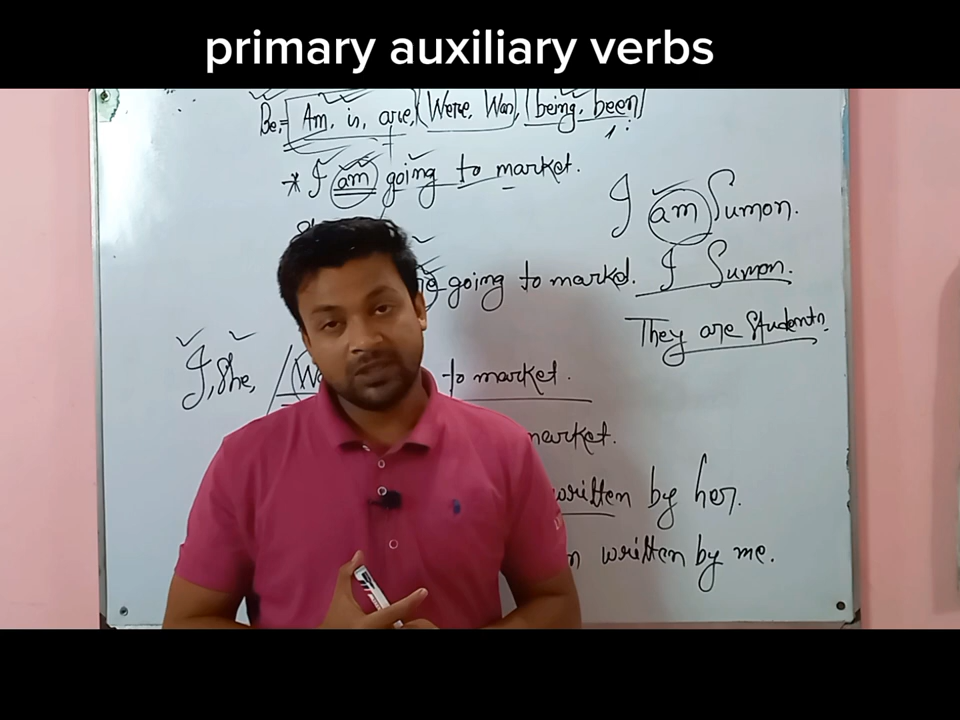 primary auxiliary verbs
Be,= Am, is, are, Were, Was, being, been
* I am going to market.
I am Sumon.
going to market.
I Sumon.
They are Students.
I, She, / to market.
market.
written by her.
written by me.